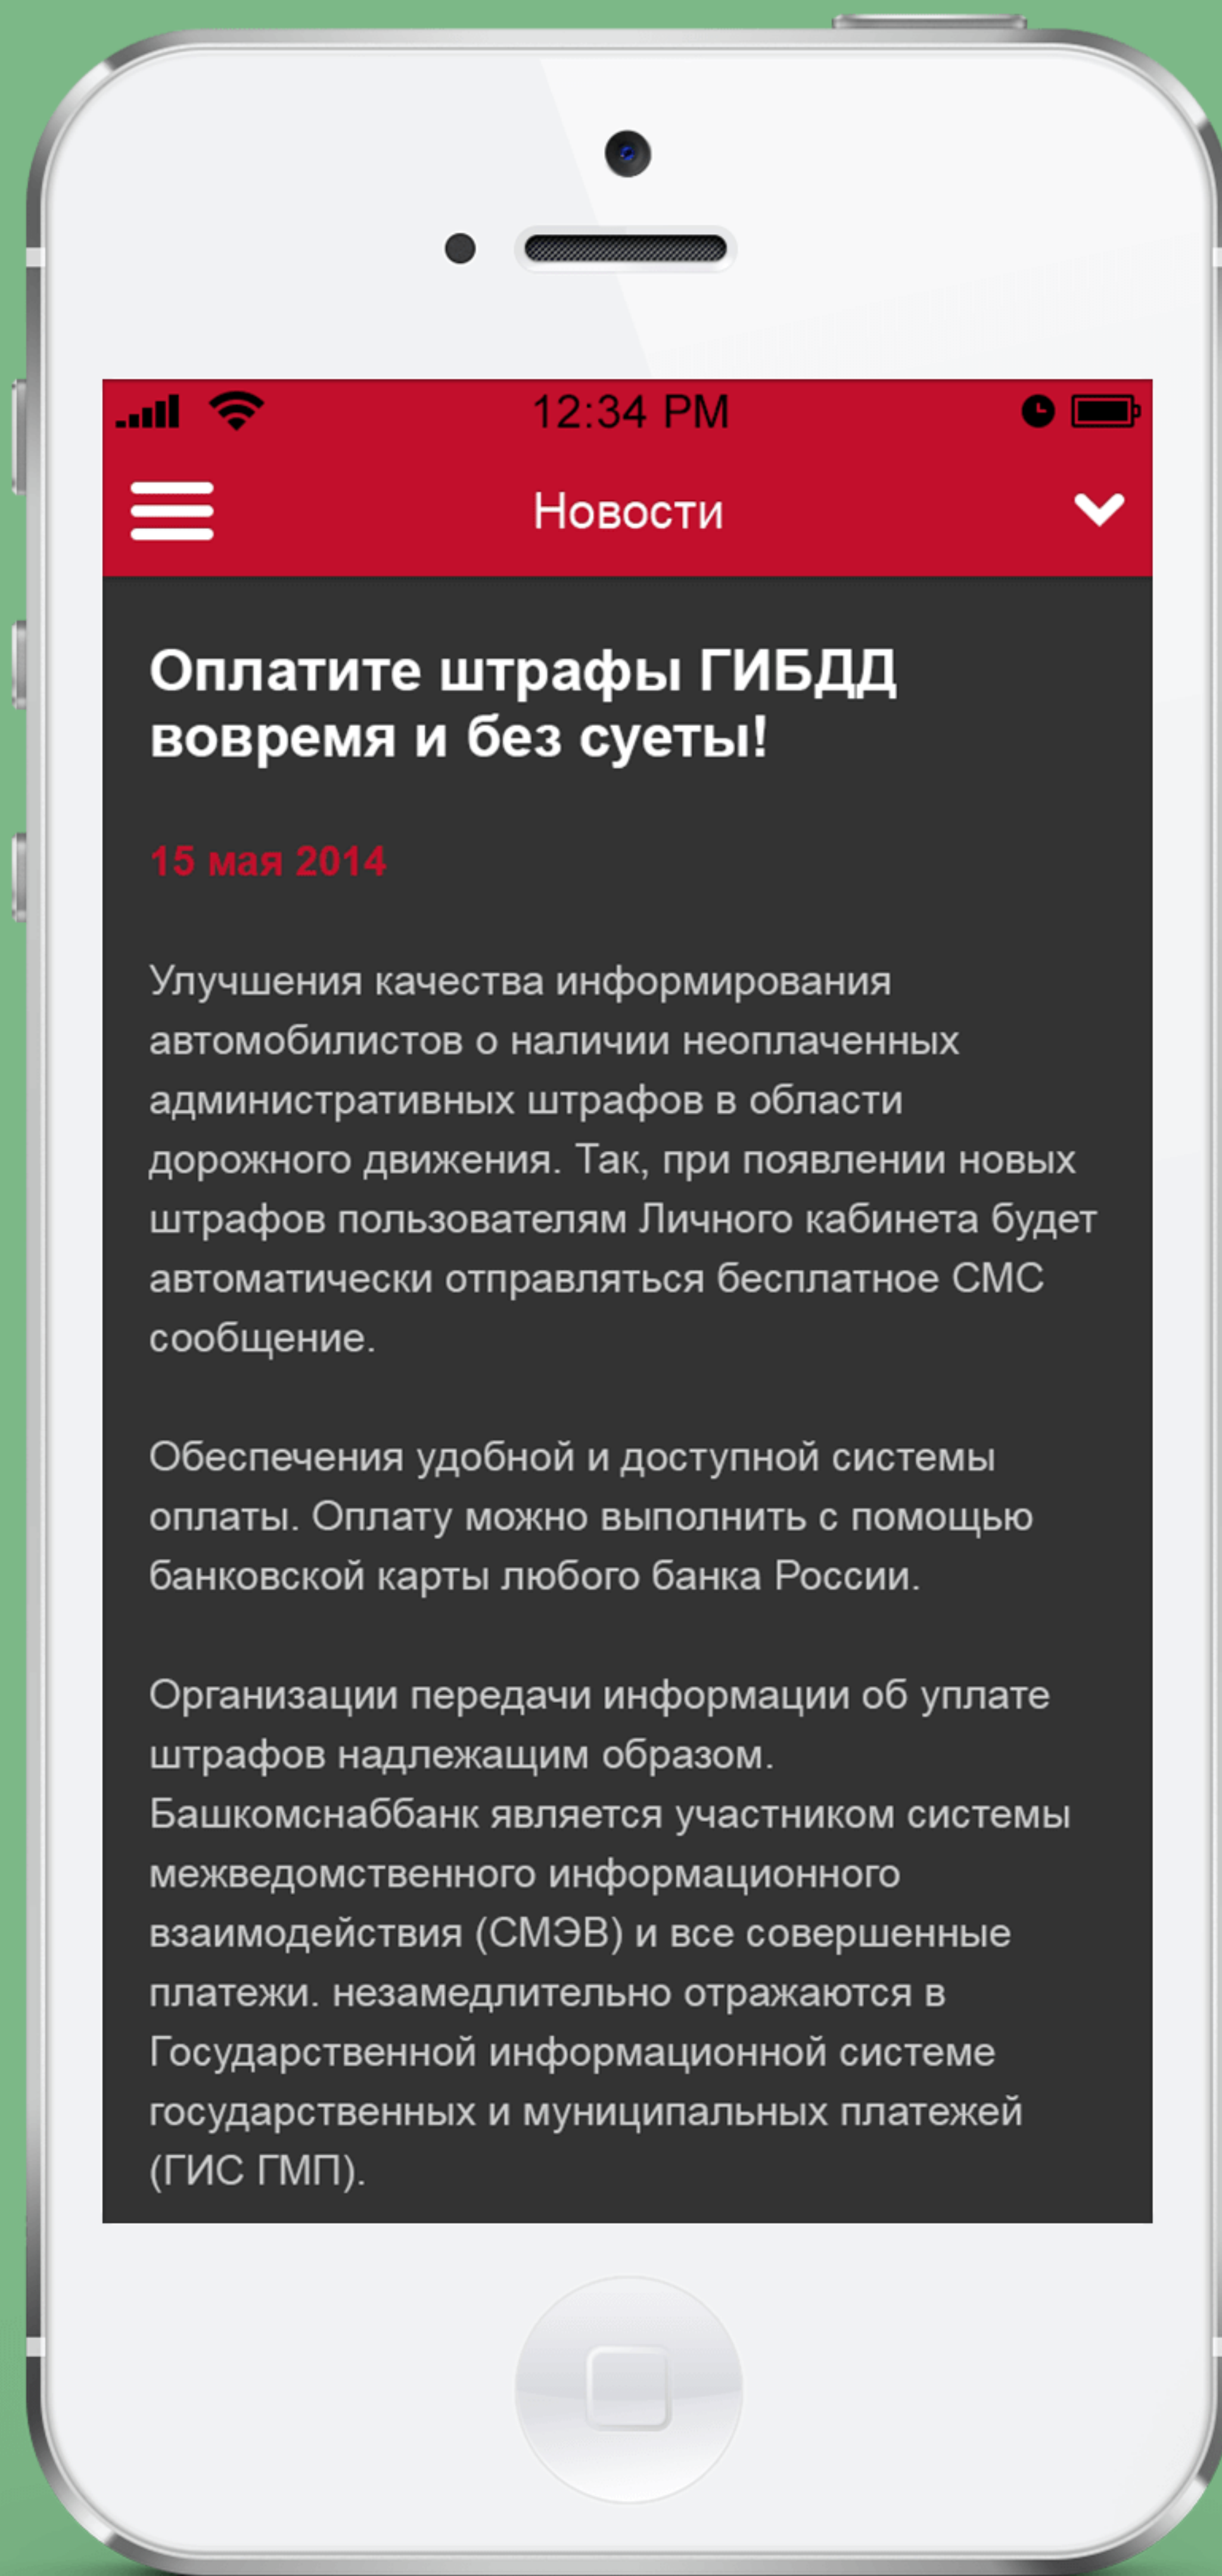 12:34 PM
Новости
Оплатите штрафы ГИБДД
вовремя и без суеты!
15 мая 2014
Улучшения качества информирования
автомобилистов о наличии неоплаченных
административных штрафов в области
дорожного движения. Так, при появлении новых
штрафов пользователям Личного кабинета будет
автоматически отправляться бесплатное СМС
сообщение.
Обеспечения удобной и доступной системы
оплаты. Оплату можно выполнить с помощью
банковской карты любого банка России.
Организации передачи информации об уплате
штрафов надлежащим образом.
Башкомснаббанк является участником системы
межведомственного информационного
взаимодействия (СМЭВ) и все совершенные
платежи. незамедлительно отражаются в
Государственной информационной системе
государственных и муниципальных платежей
(ГИС ГМП).